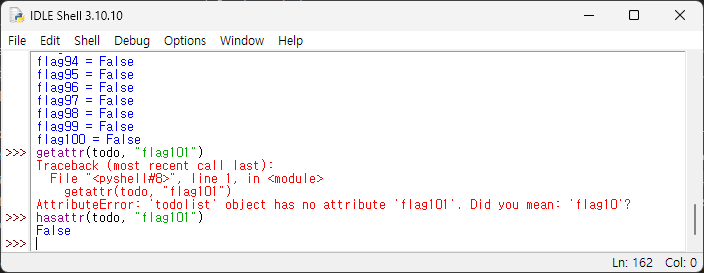 IDLE Shell 3.10.10
File Edit Shell Debug Options Window Help
flag94 = False
flag95 = False
flag96 = False
flag97 = False
flag98 = False
flag99 = False
flag100 = False
>>> getattr(todo, "flag101")
Traceback (most recent call last):
  File "<pyshell#8>", line 1, in <module>
    getattr(todo, "flag101")
AttributeError: 'todolist' object has no attribute 'flag101'. Did you mean: 'flag10'?
>>> hasattr(todo, "flag101")
False
>>>
Ln: 162 Col: 0